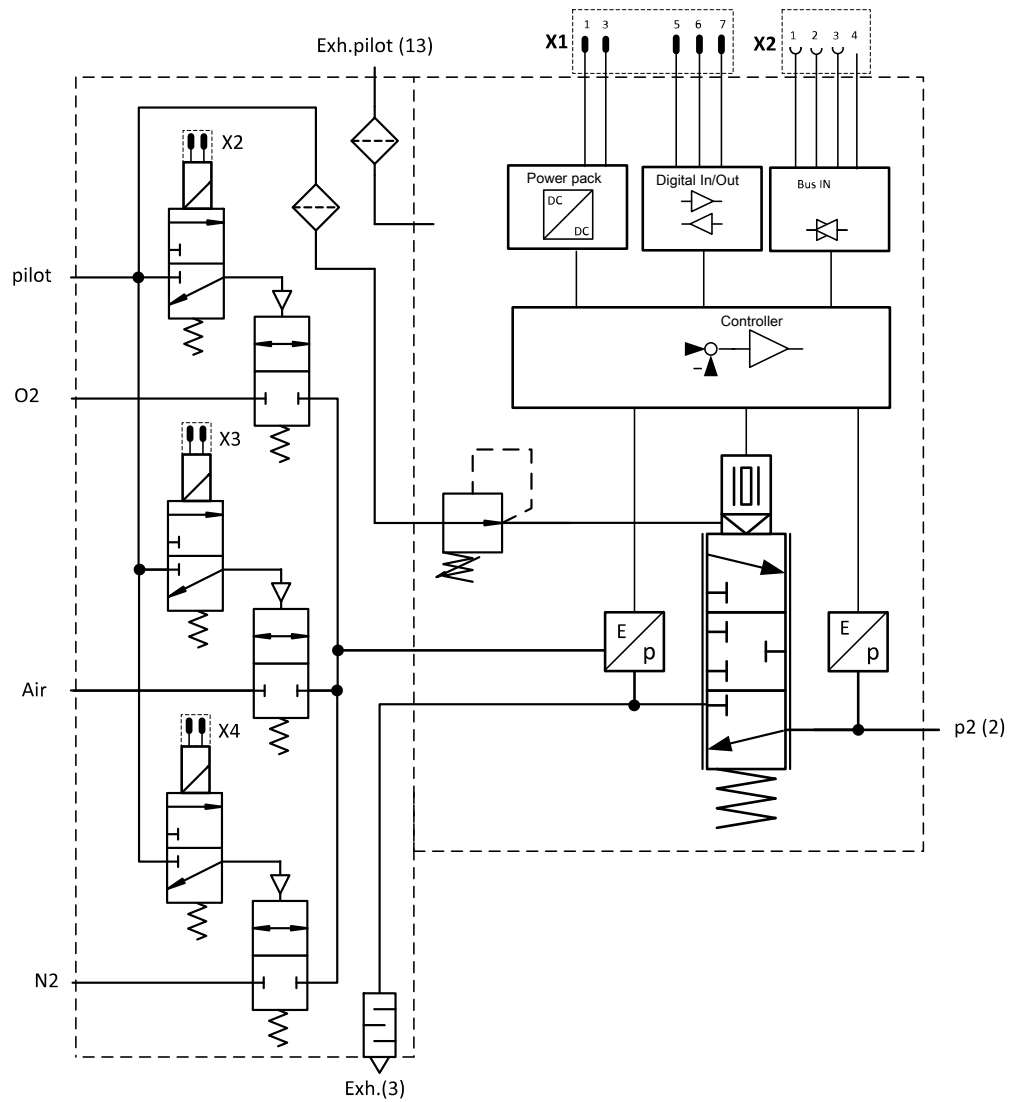 Exh.pilot (13)
X1
1 3 5 6 7
X2
1 2 3 4
X2
Power pack
DC
DC
Digital In/Out
Bus IN
pilot
Controller
O2
X3
E
p
E
p
Air
X4
p2 (2)
N2
Exh.(3)